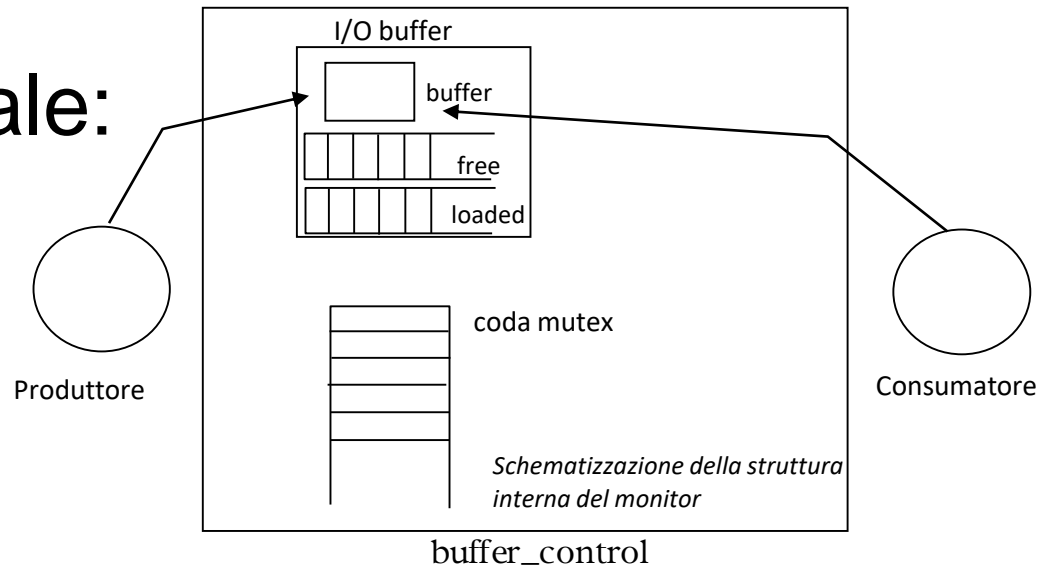 I/O buffer
ale:
buffer
free
loaded
coda mutex
Produttore
Consumatore
Schematizzazione della struttura
interna del monitor
buffer_control